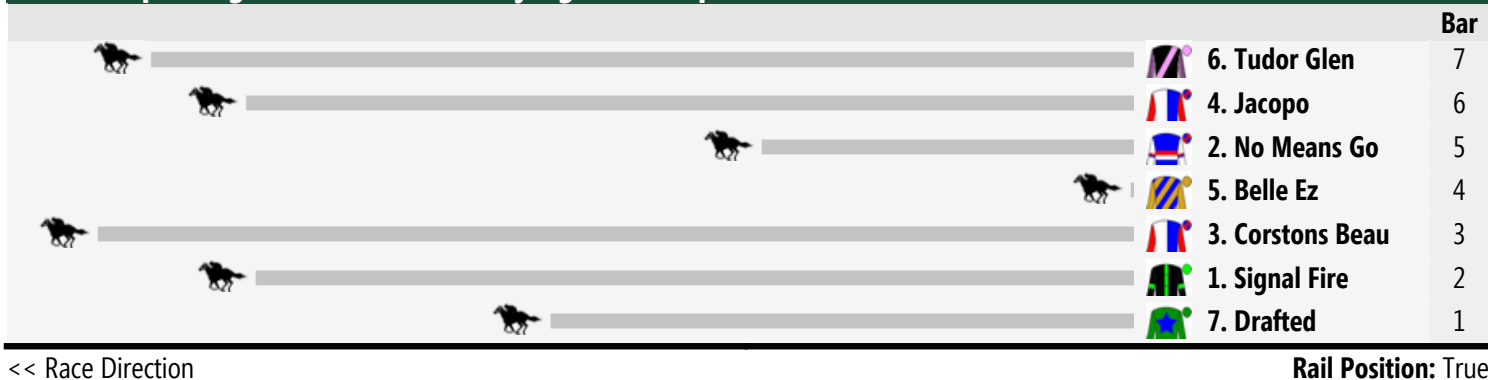 Bar
6. Tudor Glen 7
4. Jacopo 6
2. No Means Go 5
5. Belle Ez 4
3. Corstons Beau 3
1. Signal Fire 2
7. Drafted 1
<< Race Direction Rail Position: True